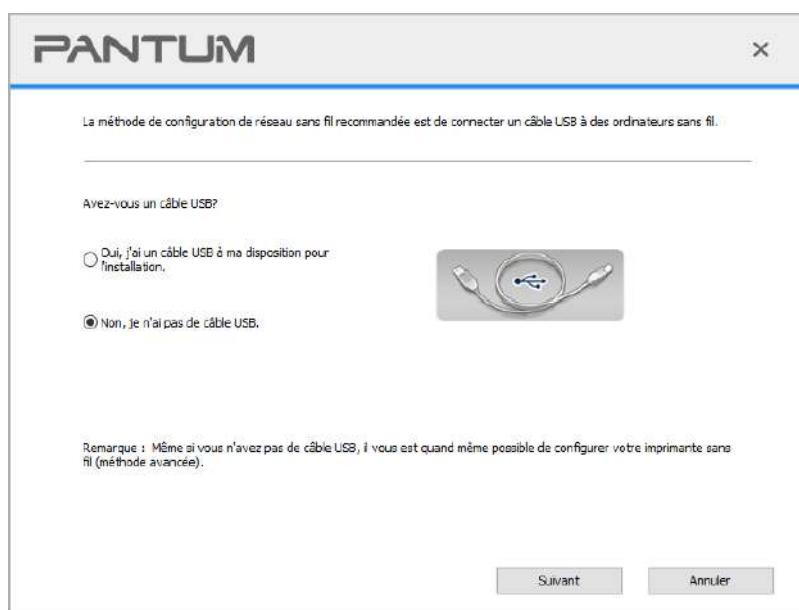 PANTUM
La méthode de configuration de réseau sans fil recommandée est de connecter un câble USB à des ordinateurs sans fil.
Avez-vous un câble USB?
Oui, j'ai un câble USB à ma disposition pour
l'installation.
Non, je n'ai pas de câble USB.
Remarque : Même si vous n'avez pas de câble USB, il vous est quand même possible de configurer votre imprimante sans
fil (méthode avancée).
Suivant
Annuler